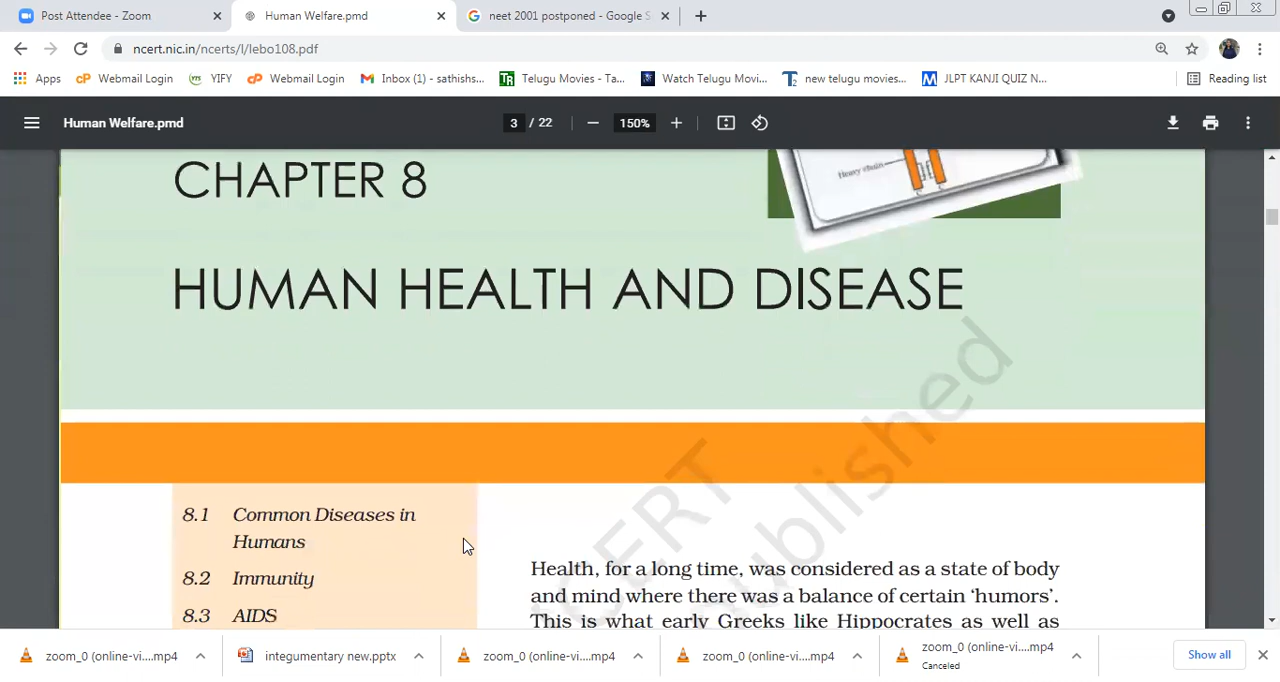 Post Attendee - Zoom
Human Welfare.pmd
neet 2001 postponed - Google S
ncert.nic.in/ncerts/l/lebo108.pdf
Apps
Webmail Login
YIFY
Webmail Login
Inbox (1) - sathishs...
Telugu Movies - Ta...
Watch Telugu Movi...
new telugu movies...
JLPT KANJI QUIZ N...
Reading list
Human Welfare.pmd
3 / 22
150%
CHAPTER 8
Heavy chain
HUMAN HEALTH AND DISEASE
8.1 Common Diseases in
Humans
8.2 Immunity
8.3 AIDS
Health, for a long time, was considered as a state of body
and mind where there was a balance of certain ‘humors’.
This is what early Greeks like Hippocrates as well as
published
zoom_0 (online-vi....mp4
integumentary new.pptx
zoom_0 (online-vi....mp4
zoom_0 (online-vi....mp4
zoom_0 (online-vi....mp4
Canceled
Show all